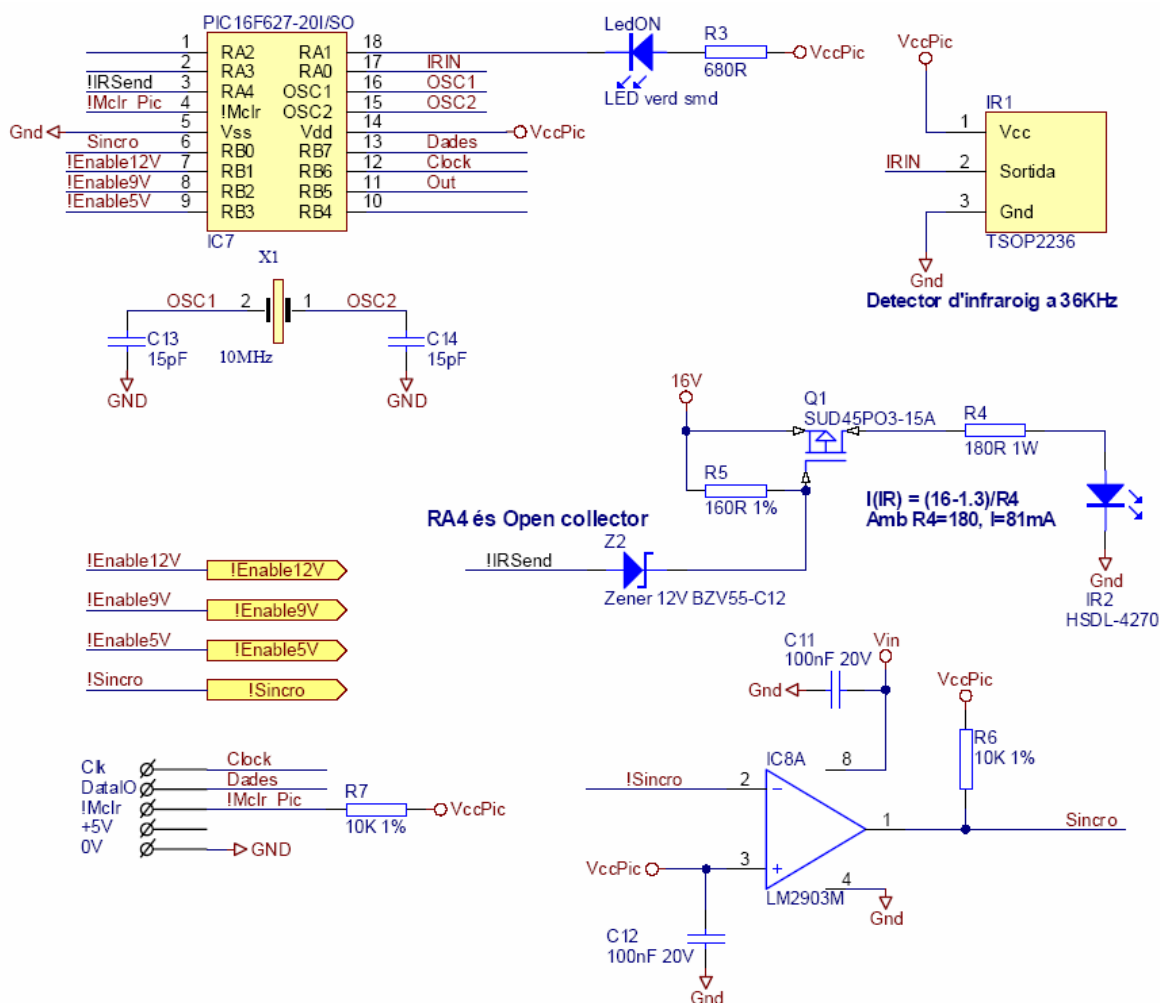 PIC16F627-20I/SO
1 RA2 RA1 18
2 RA3 RA0 17 IRIN
!IRSend 3 RA4 OSC1 16 OSC1
!Mclr_Pic 4 !Mclr OSC2 15 OSC2
Gnd 5 Vss Vdd 14 VccPic
Sincro 6 RB0 RB7 13 Dades
!Enable12V 7 RB1 RB6 12 Clock
!Enable9V 8 RB2 RB5 11 Out
!Enable5V 9 RB3 RB4 10
IC7
LedON
R3
680R
VccPic
LED verd smd
VccPic
IR1
1 Vcc
IRIN 2 Sortida
3 Gnd
TSOP2236
Gnd
Detector d'infraroig a 36KHz
X1
OSC1 2 1 OSC2
C13
15pF
10MHz
C14
15pF
GND
GND
16V
Q1
SUD45PO3-15A
R4
180R 1W
R5
160R 1%
I(IR) = (16-1.3)/R4
Amb R4=180, I=81mA
RA4 és Open collector
!IRSend
Z2
Zener 12V BZV55-C12
Gnd
IR2
HSDL-4270
!Enable12V !Enable12V
!Enable9V !Enable9V
!Enable5V !Enable5V
!Sincro !Sincro
Clk Clock
DataIO Dades
!Mclr !Mclr_Pic
+5V
0V GND
R7
10K 1%
VccPic
C11
100nF 20V
Vin
Gnd
VccPic
R6
10K 1%
IC8A
8
!Sincro 2 -
1 Sincro
VccPic 3 +
4
LM2903M
Gnd
C12
100nF 20V
Gnd